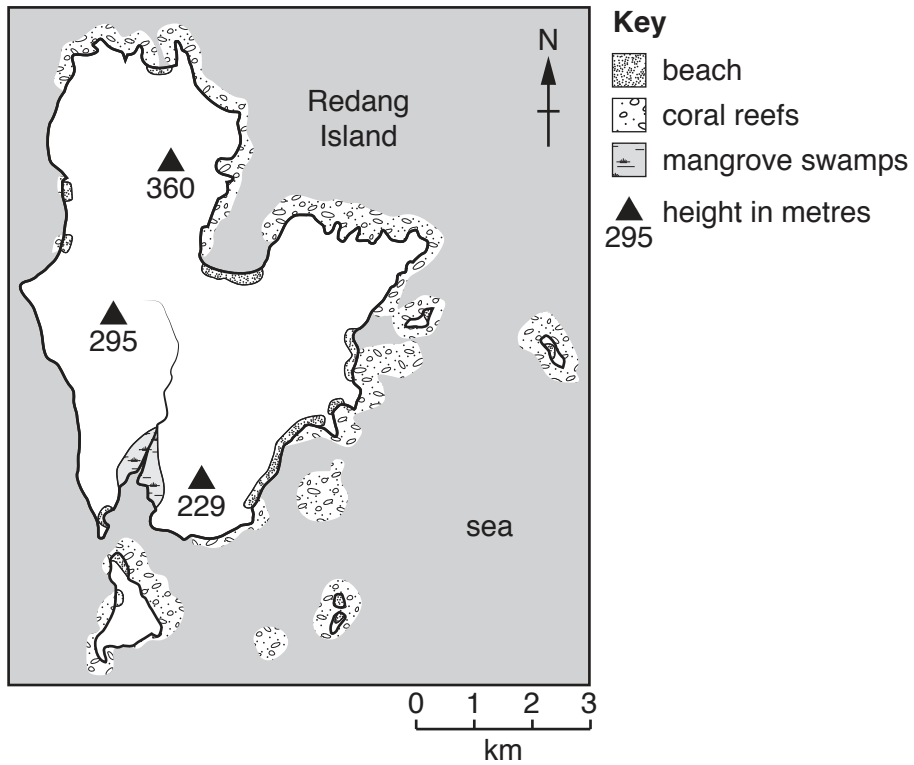 N
Redang
Island
360
295
229
sea
Key
beach
coral reefs
mangrove swamps
height in metres
295
0 1 2 3
km